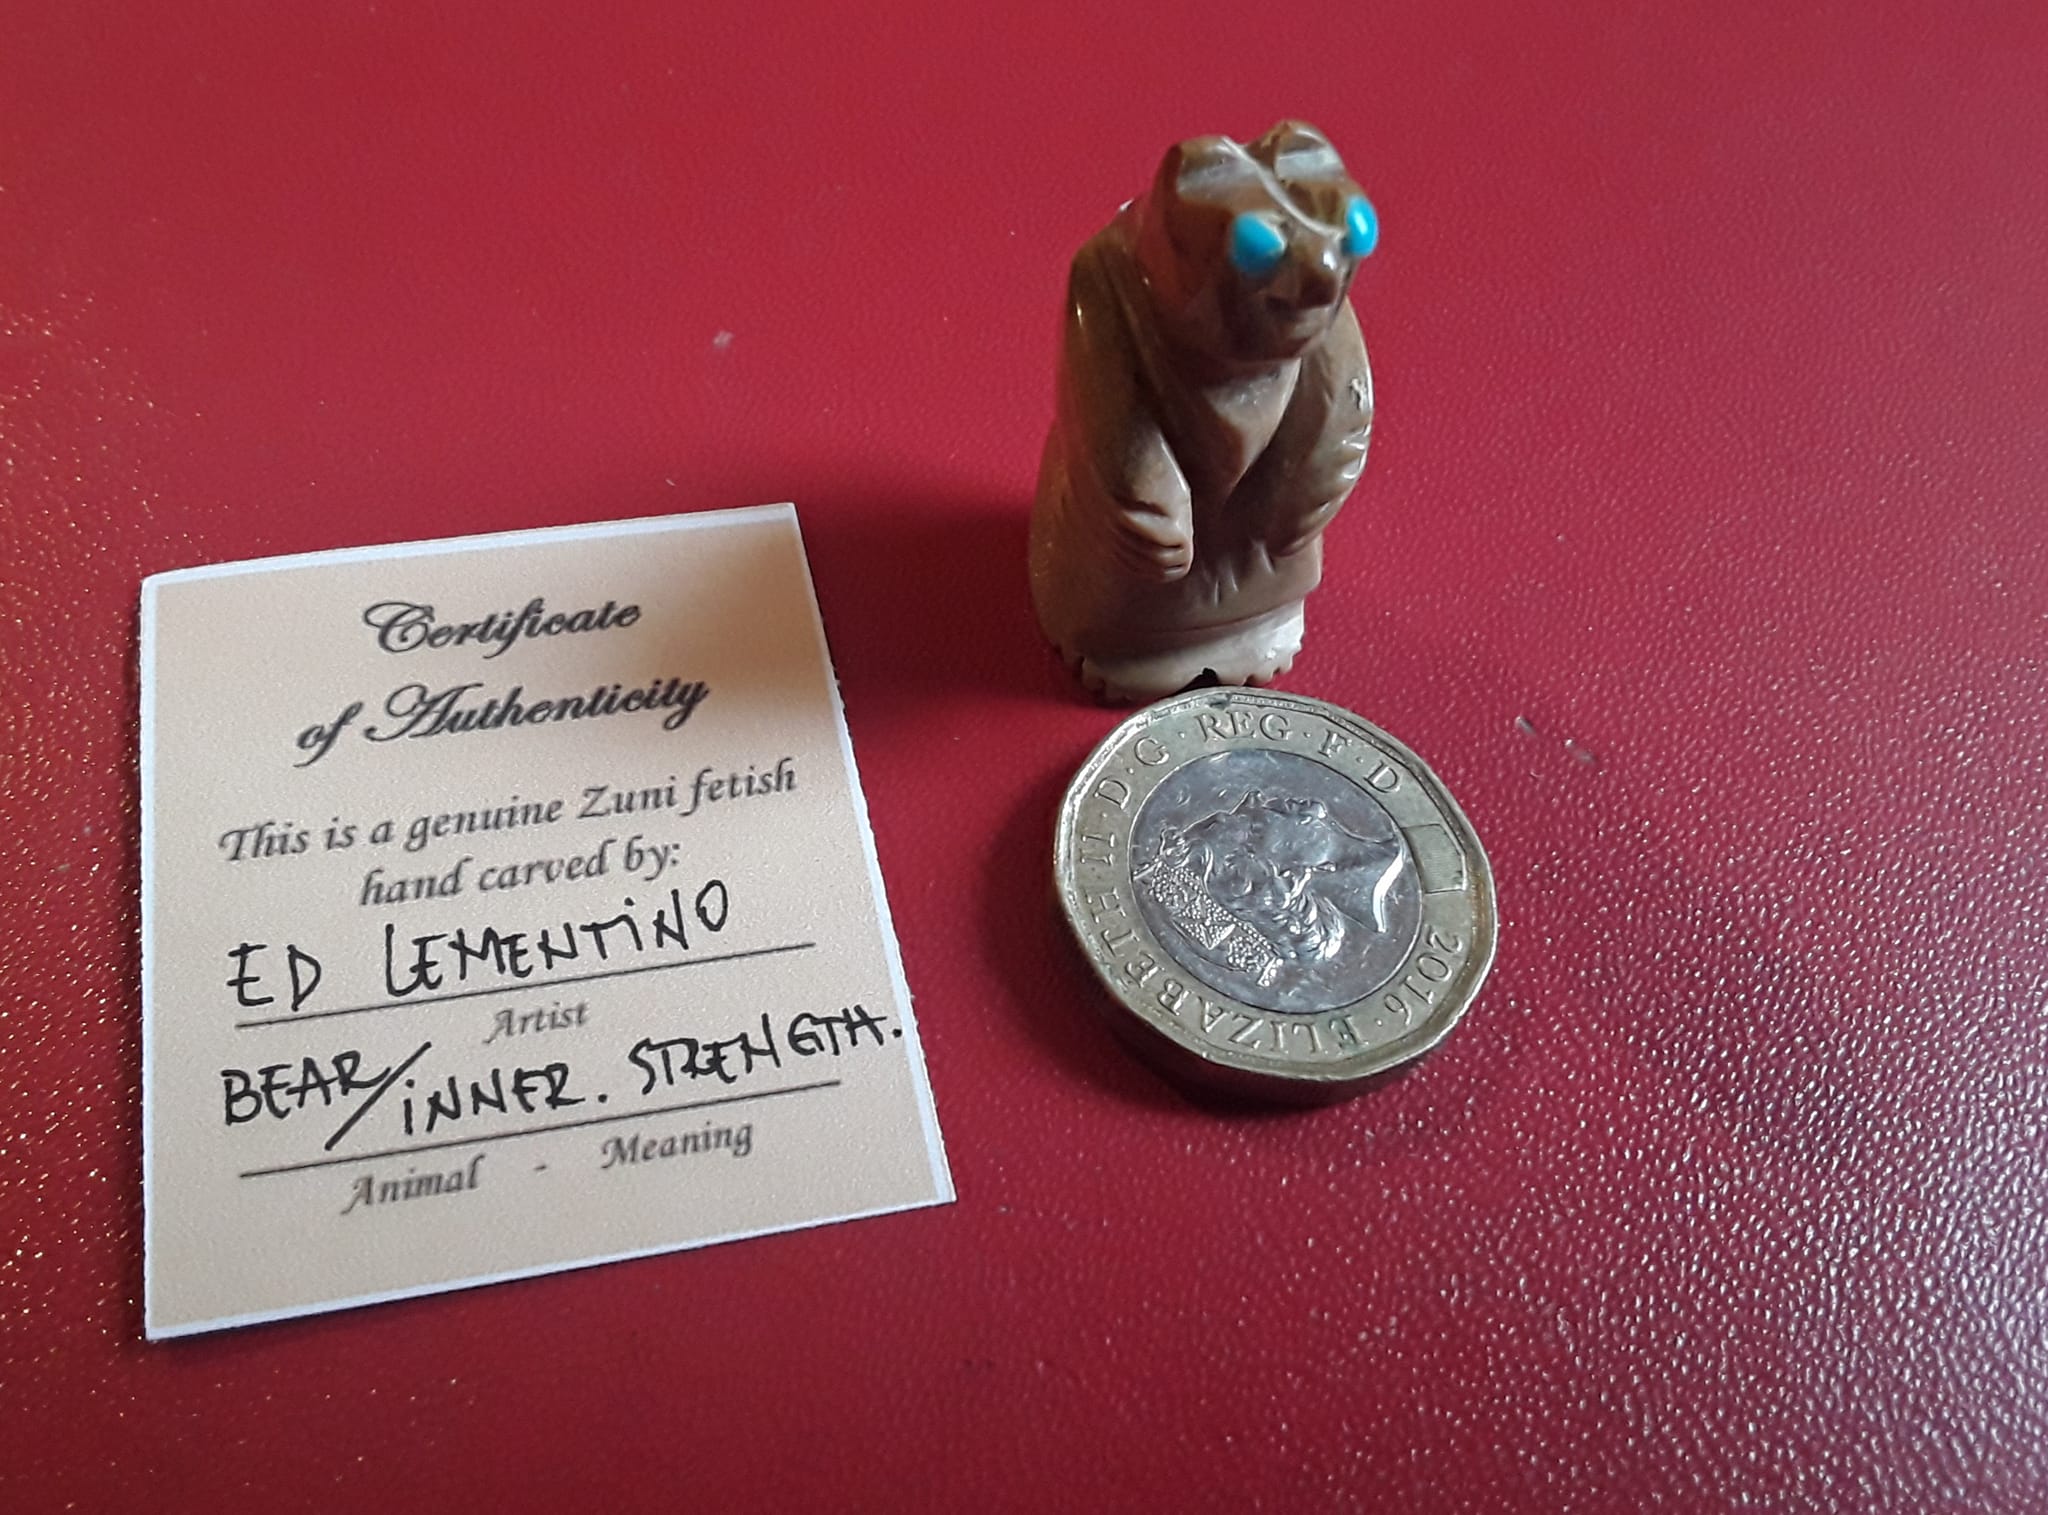 Certificate
of Authenticity
This is a genuine Zuni fetish
hand carved by:
ED LEMENTINO
Artist
BEAR/INNER. STRENGTH.
Animal - Meaning
ELIZABETH·II·D·G·REG·F·D
2016